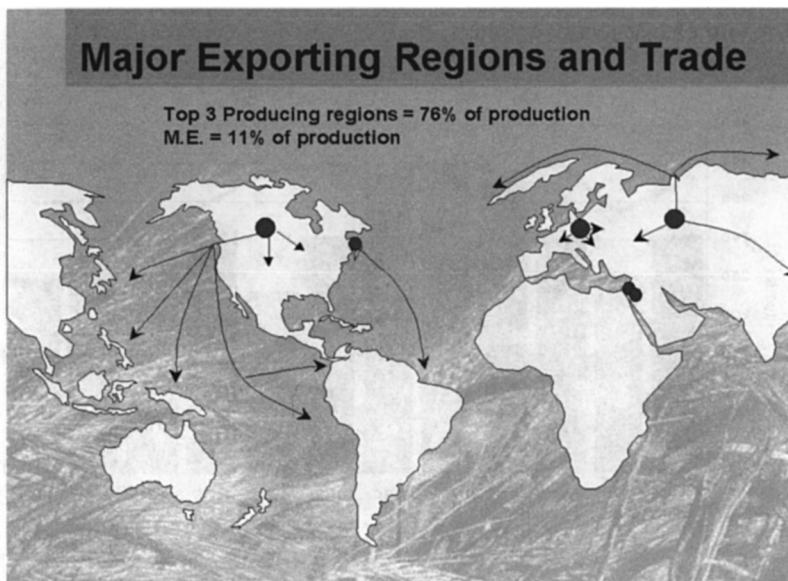 Major Exporting Regions and Trade
Top 3 Producing regions = 76% of production
M.E. = 11% of production